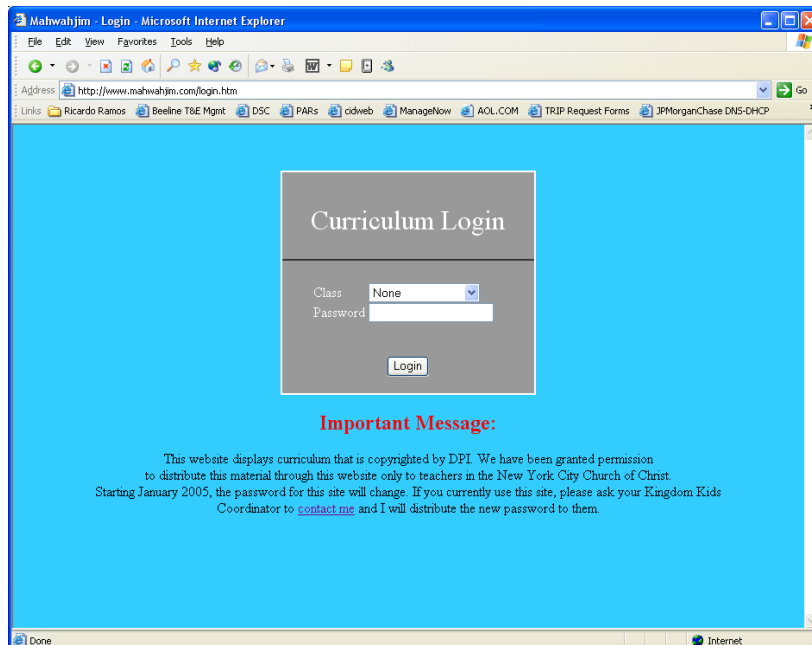 Mahwahjim - Login - Microsoft Internet Explorer
File Edit View Favorites Tools Help
Address http://www.mahwahjim.com/login.htm Go
Links Ricardo Ramos Beeline T&E Mgmt DSC PARs cidweb ManageNow AOL.COM TRIP Request Forms JPMorganChase DNS-DHCP
Curriculum Login
Class None
Password
Login
Important Message:
This website displays curriculum that is copyrighted by DPI. We have been granted permission
to distribute this material through this website only to teachers in the New York City Church of Christ.
Starting January 2005, the password for this site will change. If you currently use this site, please ask your Kingdom Kids
Coordinator to contact me and I will distribute the new password to them.
Done Internet